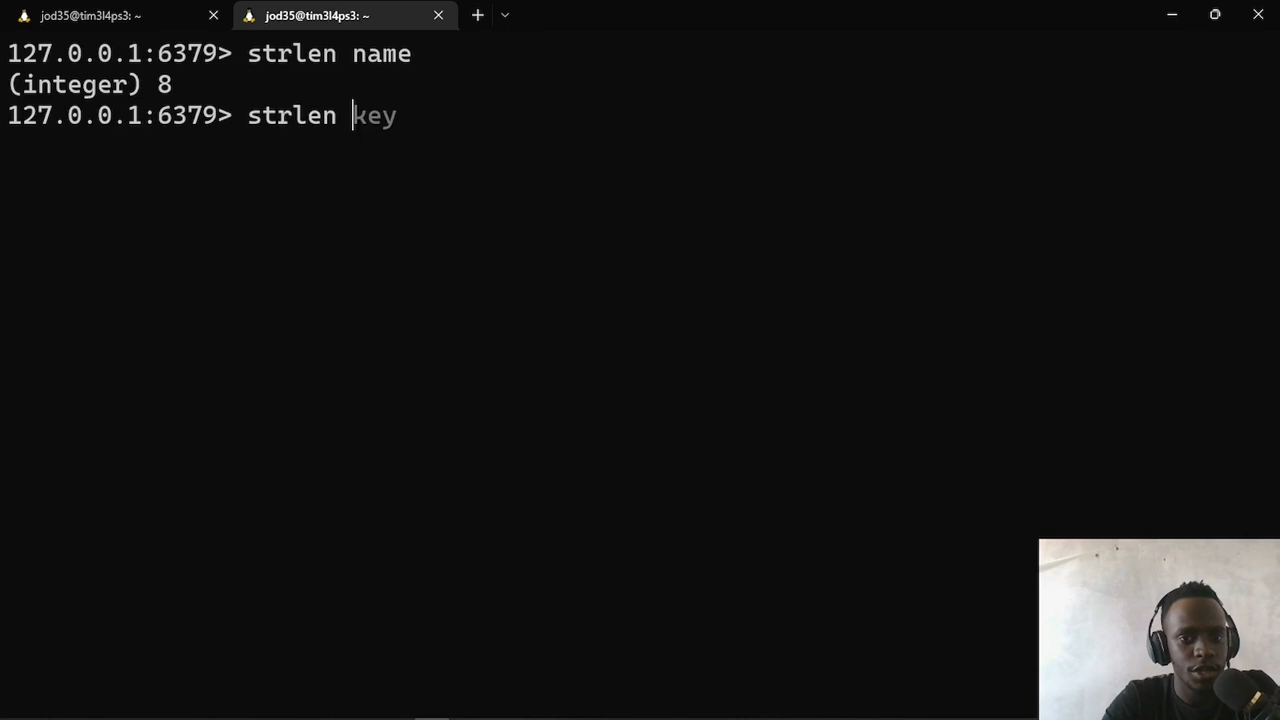 jod35@tim3l4ps3: ~
jod35@tim3l4ps3: ~
127.0.0.1:6379> strlen name
(integer) 8
127.0.0.1:6379> strlen key